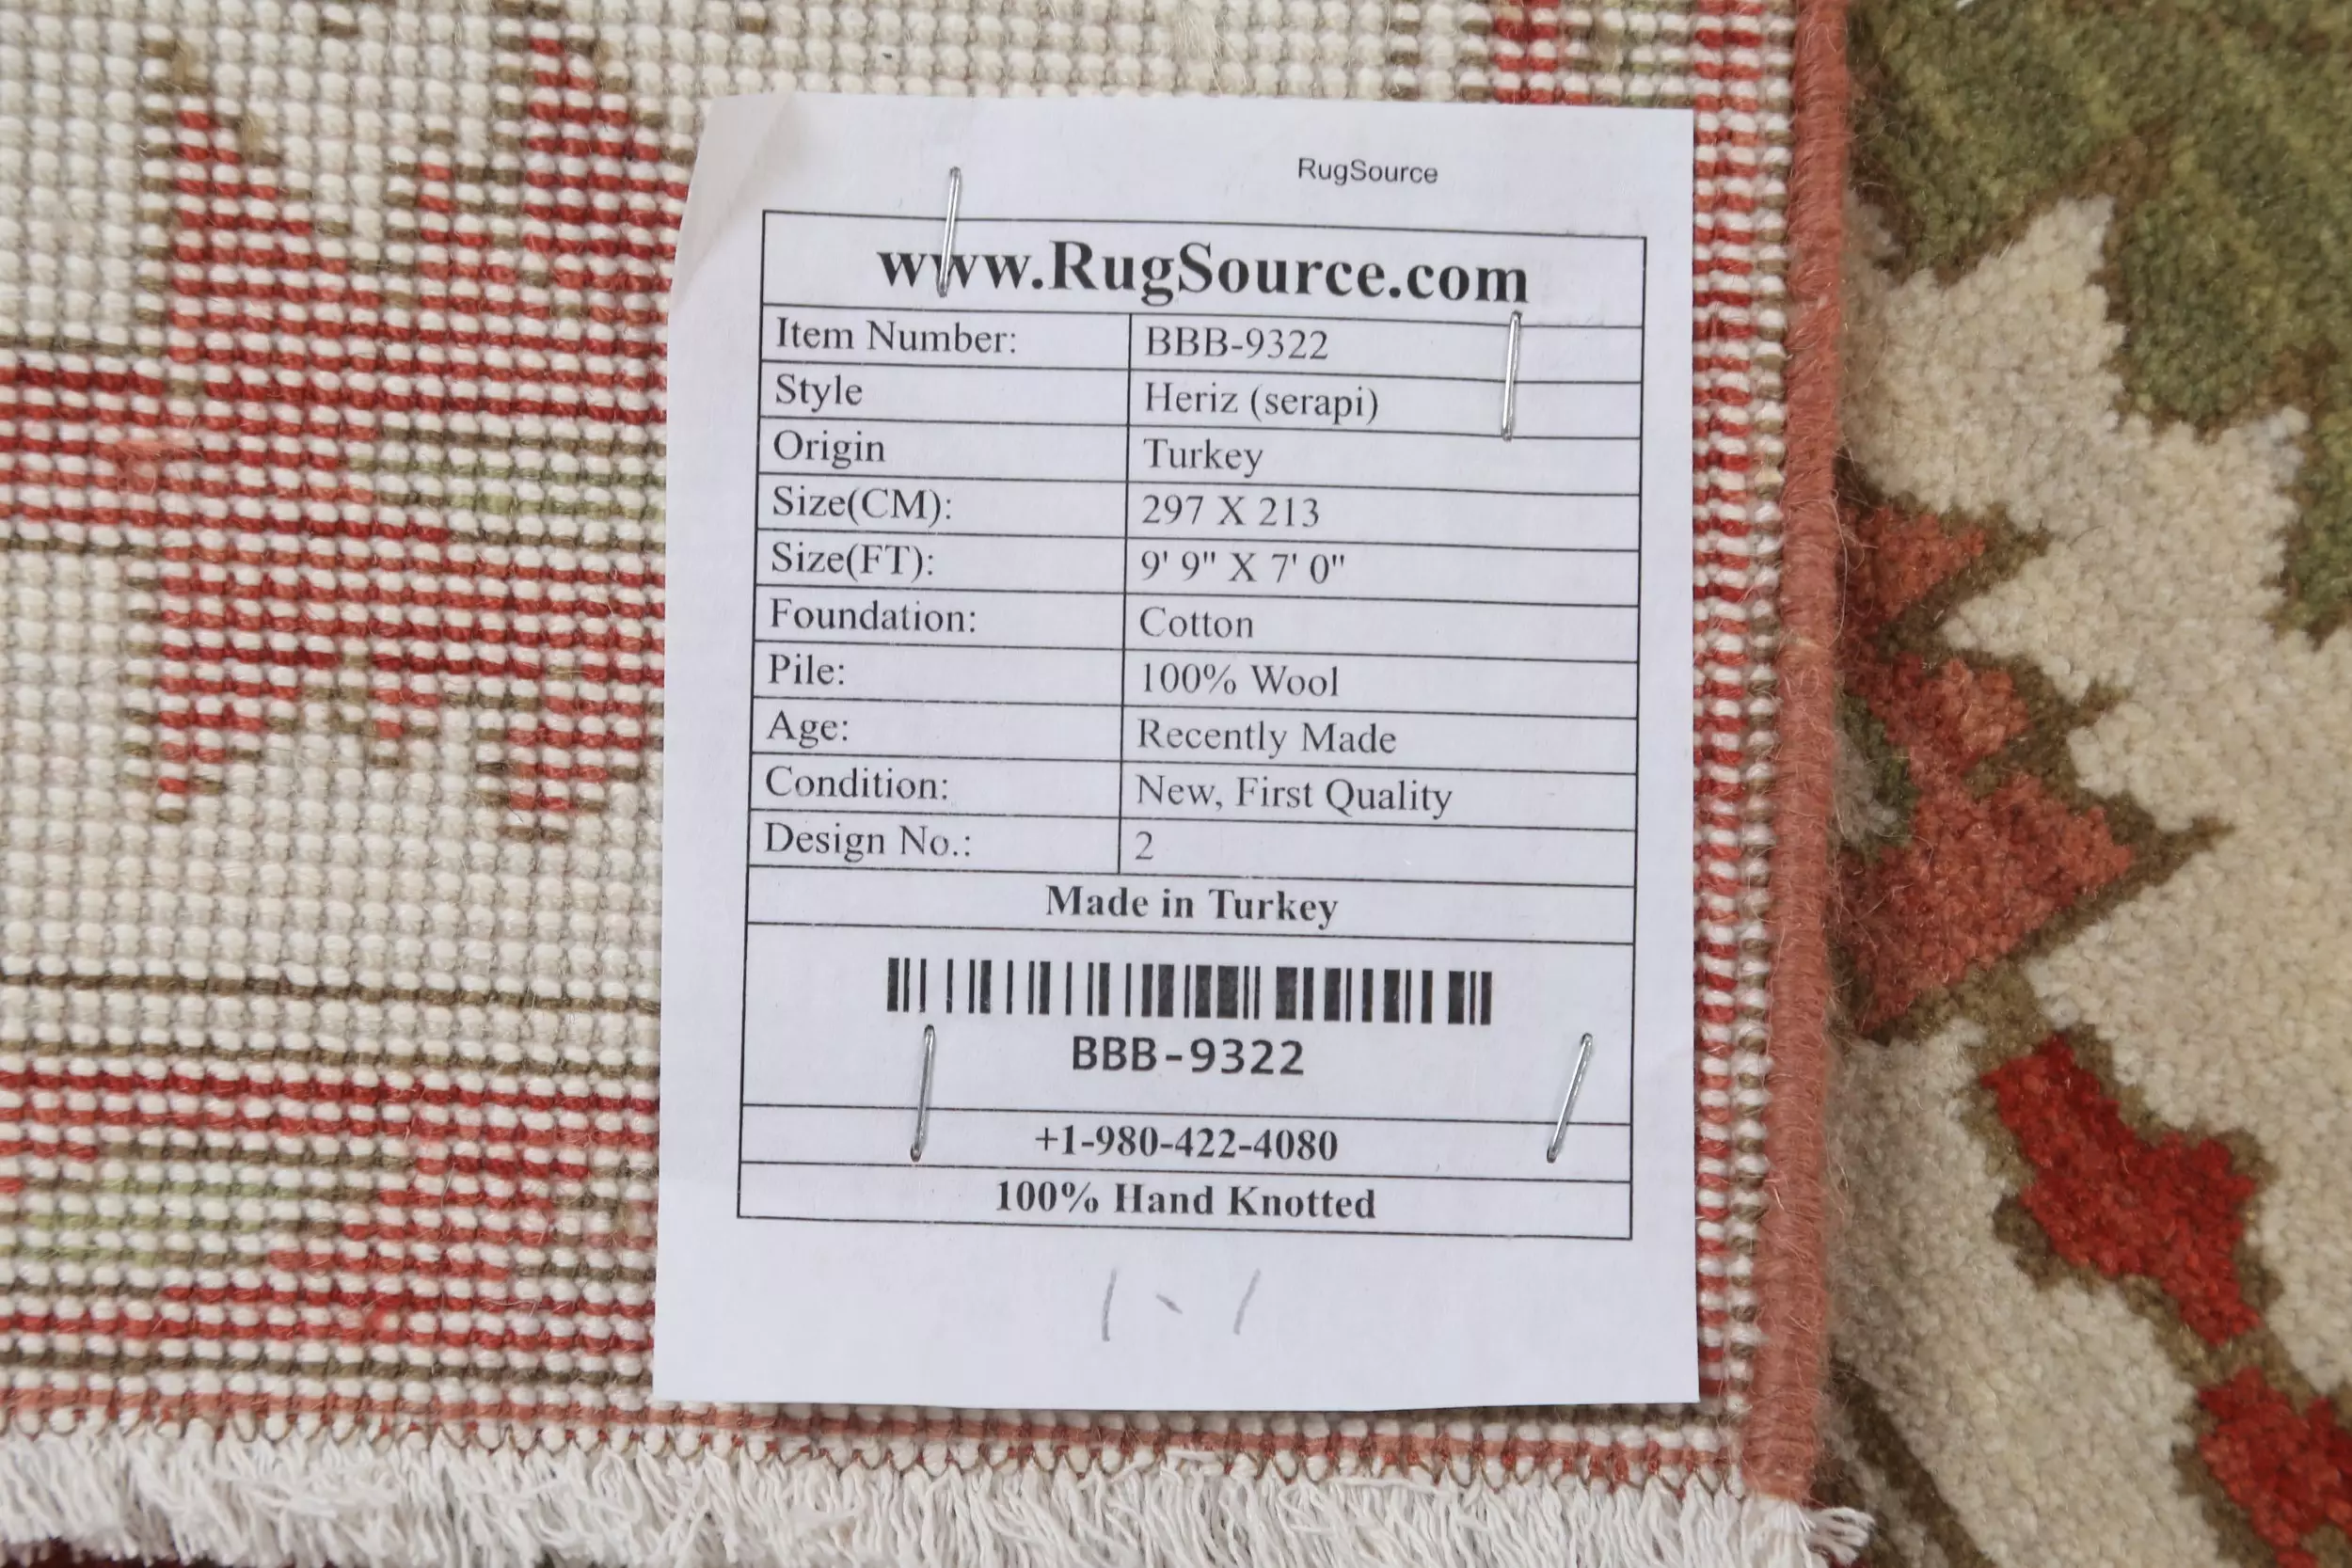 RugSource
www.RugSource.com
Item Number: BBB-9322
Style Heriz (serapi)
Origin Turkey
Size(CM): 297 X 213
Size(FT): 9' 9" X 7' 0"
Foundation: Cotton
Pile: 100% Wool
Age: Recently Made
Condition: New, First Quality
Design No.: 2
Made in Turkey
BBB-9322
+1-980-422-4080
100% Hand Knotted
1-1